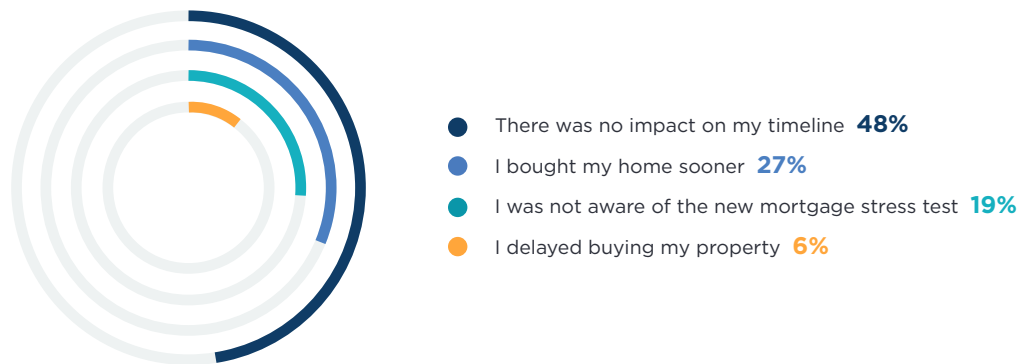 There was no impact on my timeline 48%
I bought my home sooner 27%
I was not aware of the new mortgage stress test 19%
I delayed buying my property 6%